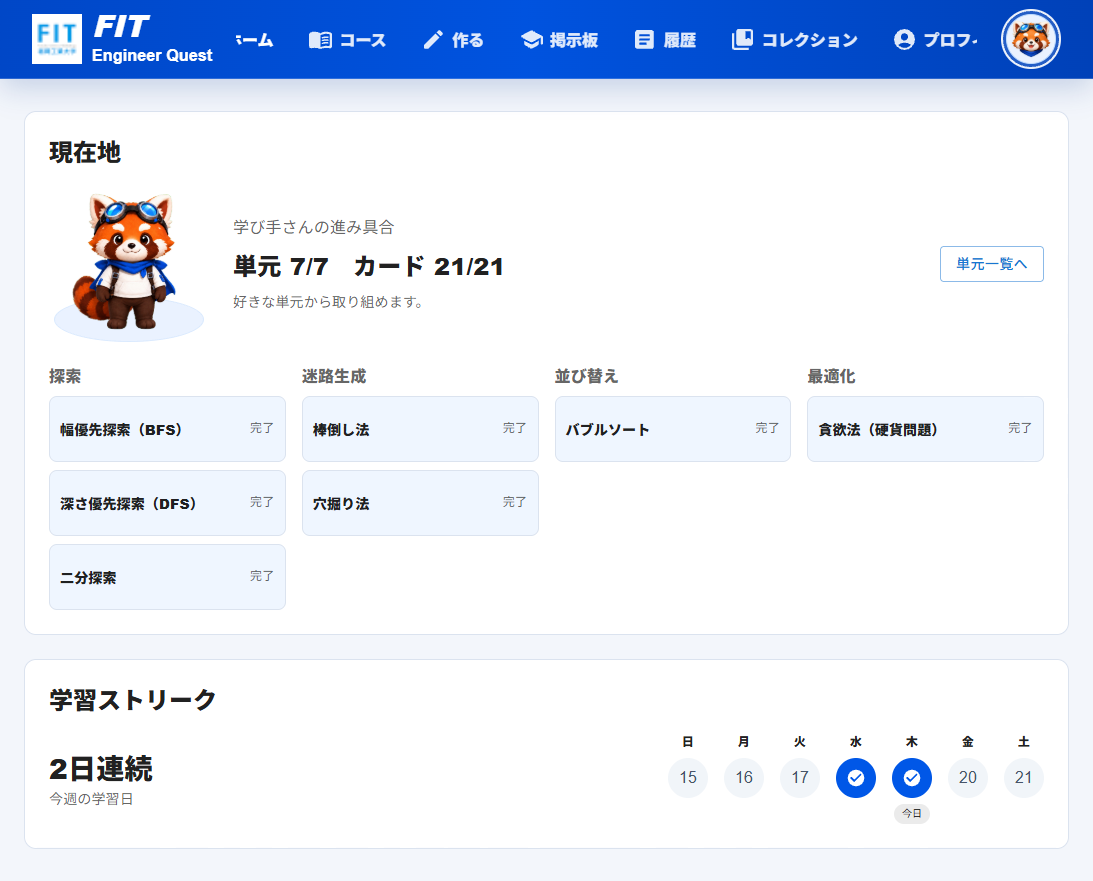 FIT
FIT
Engineer Quest
ーム
コース
作る
掲示板
履歴
コレクション
プロフィ
現在地
学び手さんの進み具合
単元 7/7 カード 21/21
好きな単元から取り組めます。
単元一覧へ
探索
幅優先探索（BFS） 完了
深さ優先探索（DFS） 完了
二分探索 完了
迷路生成
棒倒し法 完了
穴掘り法 完了
並び替え
バブルソート 完了
最適化
貪欲法（硬貨問題） 完了
学習ストリーク
2日連続
今週の学習日
日 月 火 水 木 金 土
15 16 17 20 21
今日